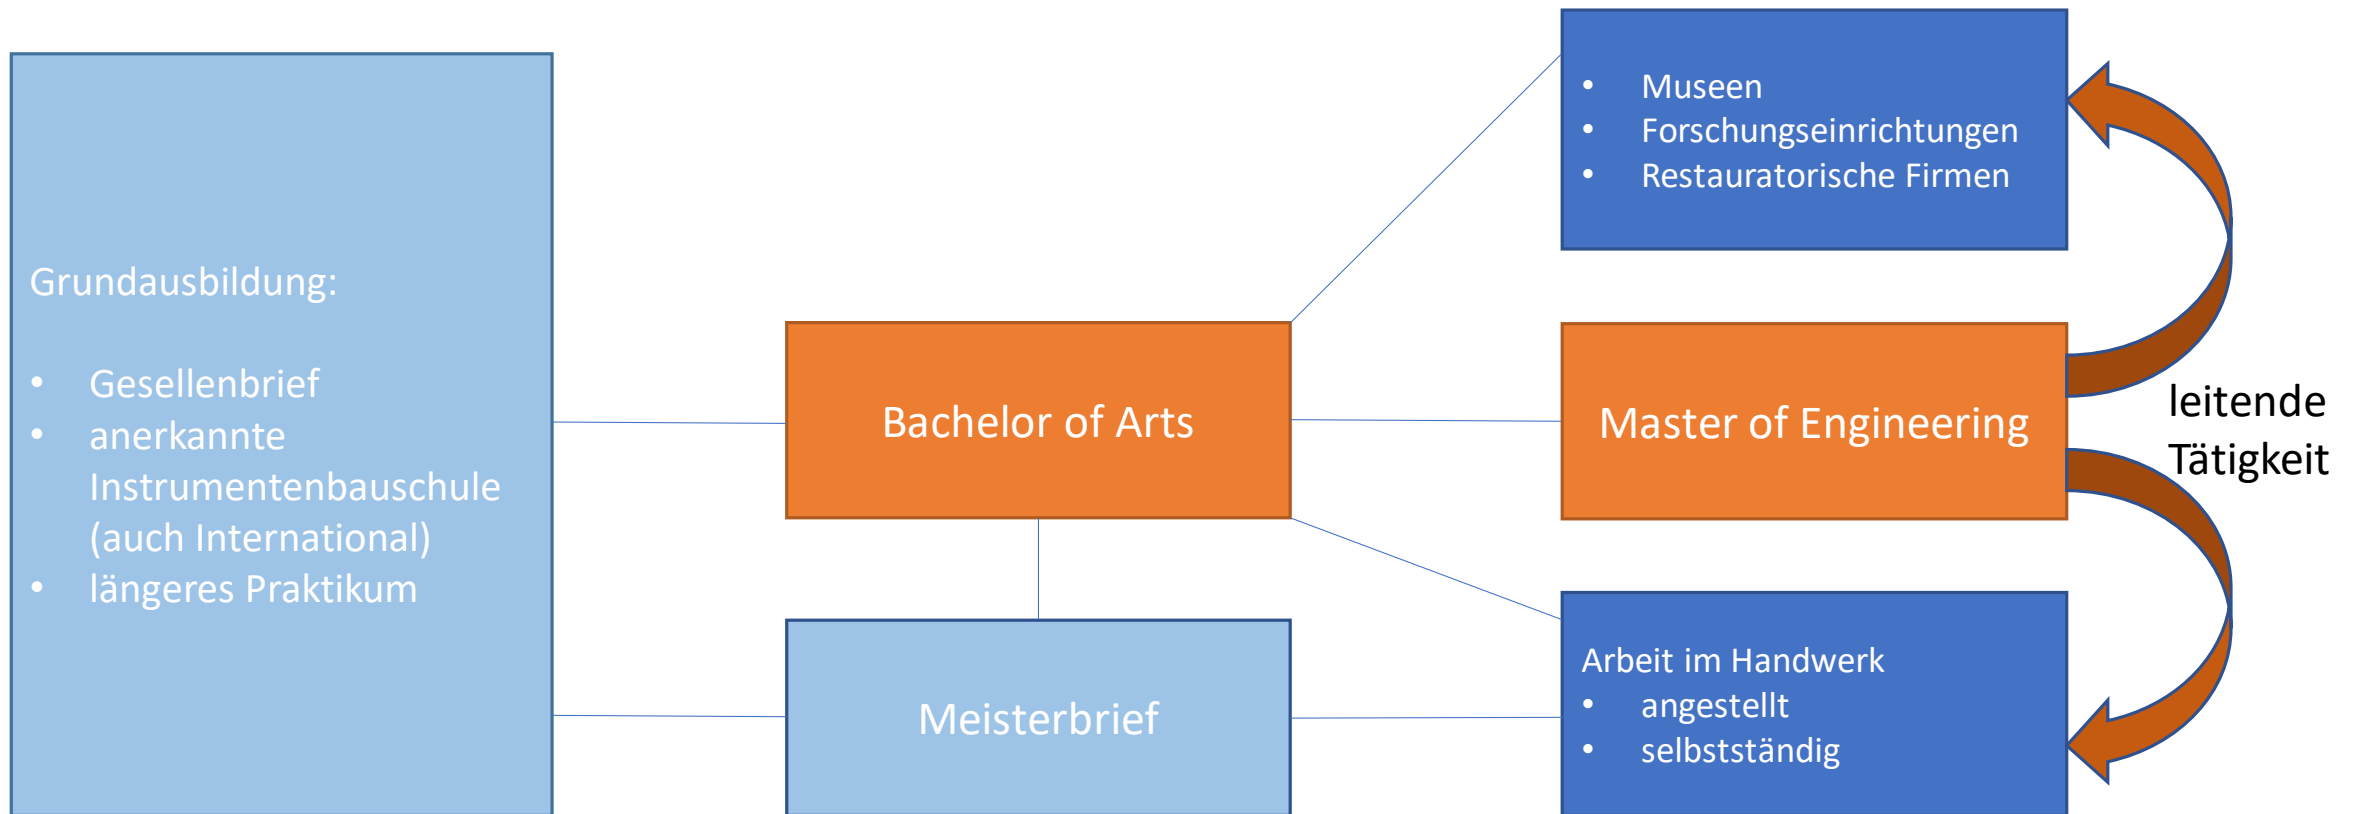 Grundausbildung:
• Gesellenbrief
• anerkannte
Instrumentenbauschule
(auch International)
• längeres Praktikum
Bachelor of Arts
Meisterbrief
• Museen
• Forschungseinrichtungen
• Restauratorische Firmen
Master of Engineering
Arbeit im Handwerk
• angestellt
• selbstständig
leitende
Tätigkeit